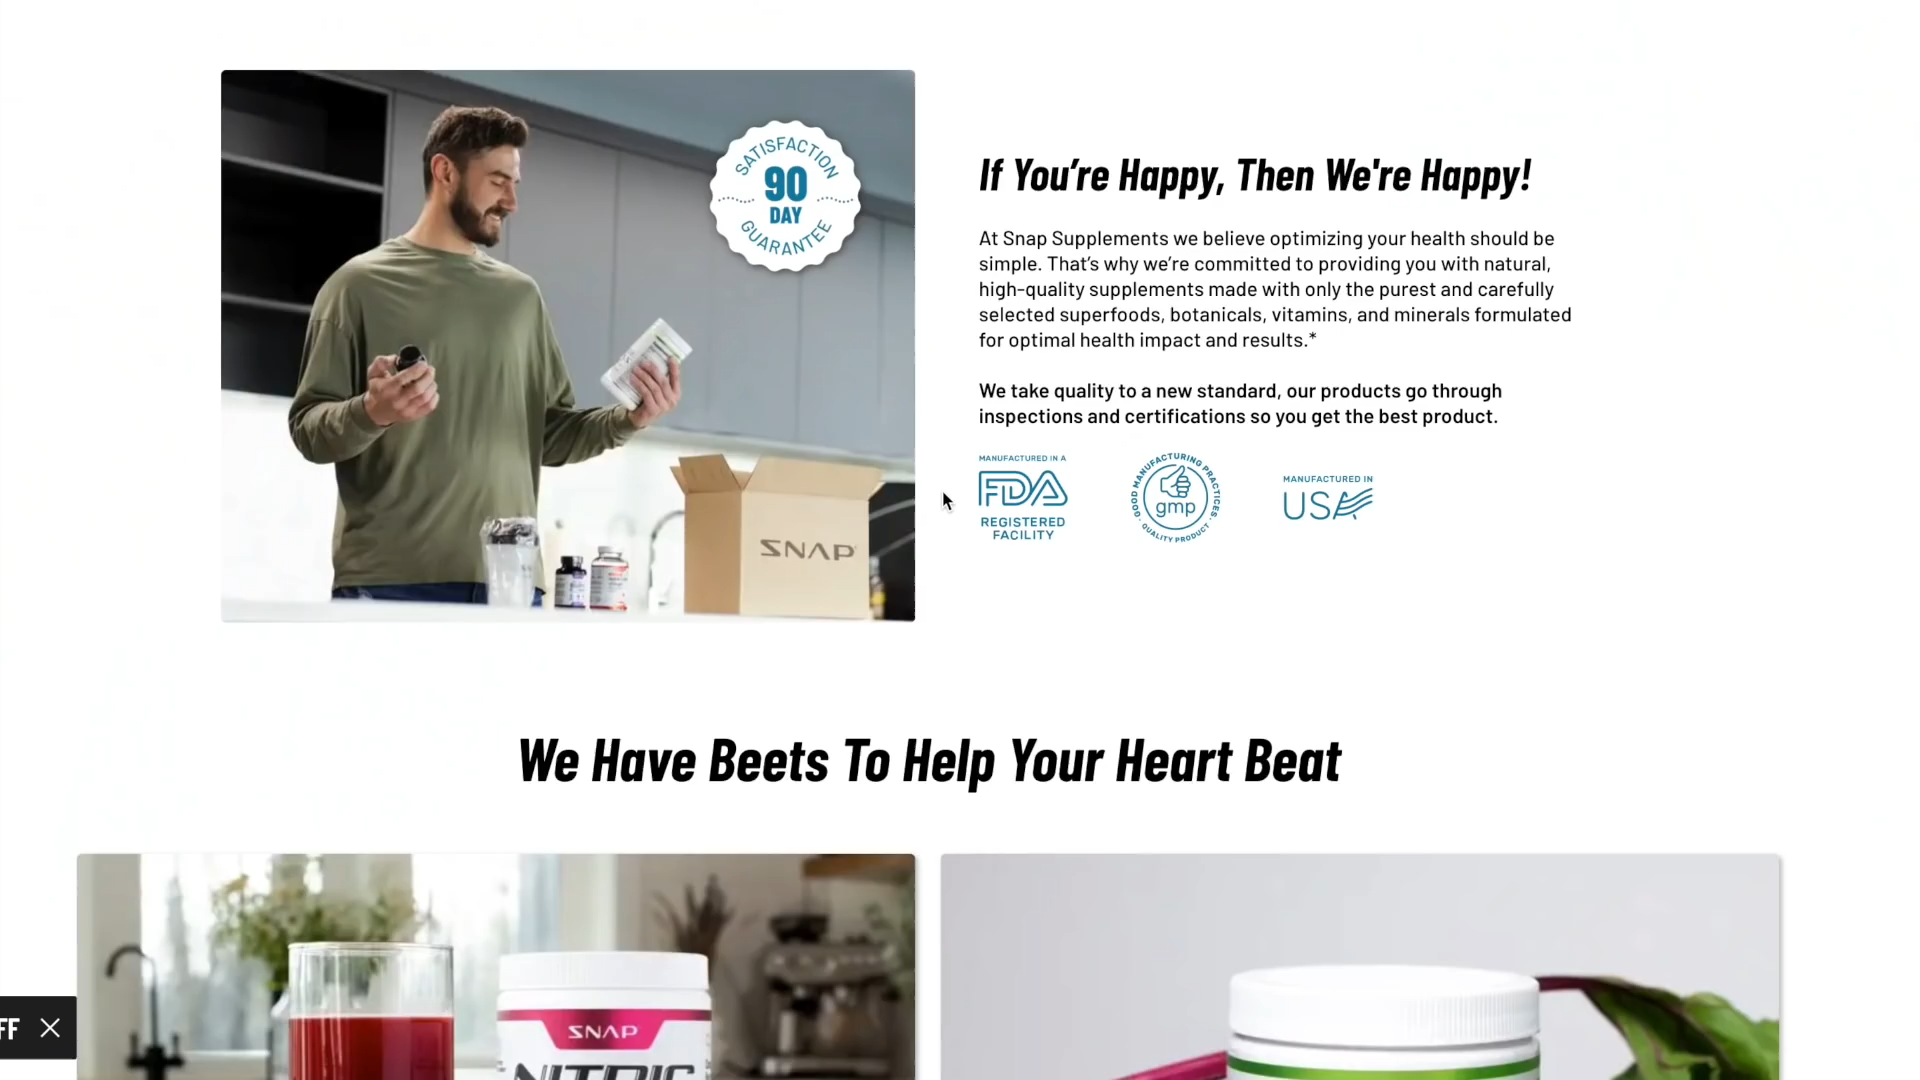 SATISFACTION
90
DAY
GUARANTEE
SNAP
If You’re Happy, Then We're Happy!
At Snap Supplements we believe optimizing your health should be
simple. That’s why we’re committed to providing you with natural,
high-quality supplements made with only the purest and carefully
selected superfoods, botanicals, vitamins, and minerals formulated
for optimal health impact and results.*
We take quality to a new standard, our products go through
inspections and certifications so you get the best product.
MANUFACTURED IN A
FDA
REGISTERED
FACILITY
GOOD MANUFACTURING PRACTICES
gmp
QUALITY PRODUCT
MANUFACTURED IN
USA
We Have Beets To Help Your Heart Beat
FF
SNAP
NITRIC